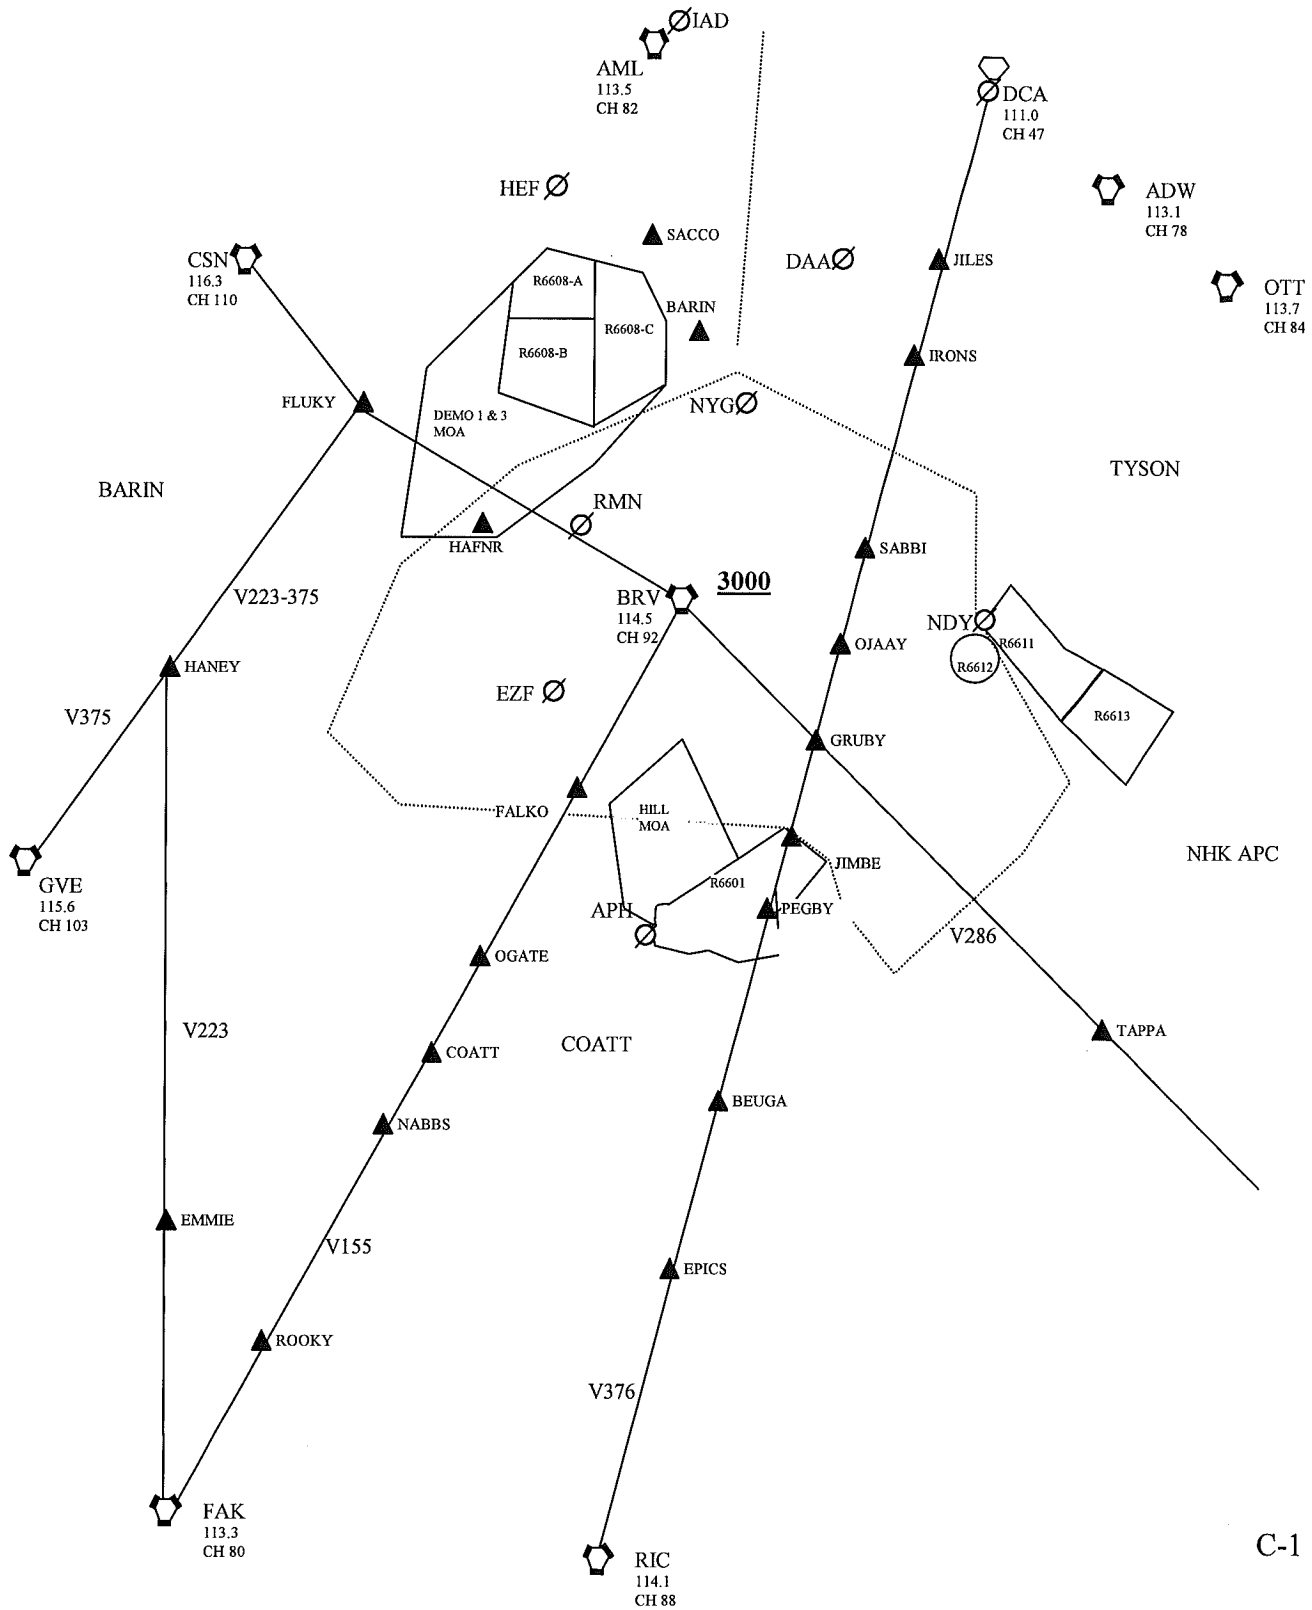 IAD
AML
113.5
CH 82
DCA
111.0
CH 47
HEF
ADW
113.1
CH 78
SACCO
CSN
116.3
CH 110
DAA
JILES
R6608-A
OTT
113.7
CH 84
BARIN
R6608-C
R6608-B
IRONS
FLUKY
NYG
DEMO 1 & 3
MOA
TYSON
BARIN
RMN
HAFNR
SABBI
3000
V223-375
BRV
114.5
CH 92
NDY
R6611
OJAAY
R6612
HANEY
EZF
V375
R6613
GRUBY
FALKO
HILL
MOA
NHK APC
JIMBE
GVE
115.6
CH 103
R6601
APH
PEGBY
V286
OGATE
V223
TAPPA
COATT
COATT
BEUGA
NABBS
EMMIE
V155
EPICS
ROOKY
V376
FAK
113.3
CH 80
C-1
RIC
114.1
CH 88